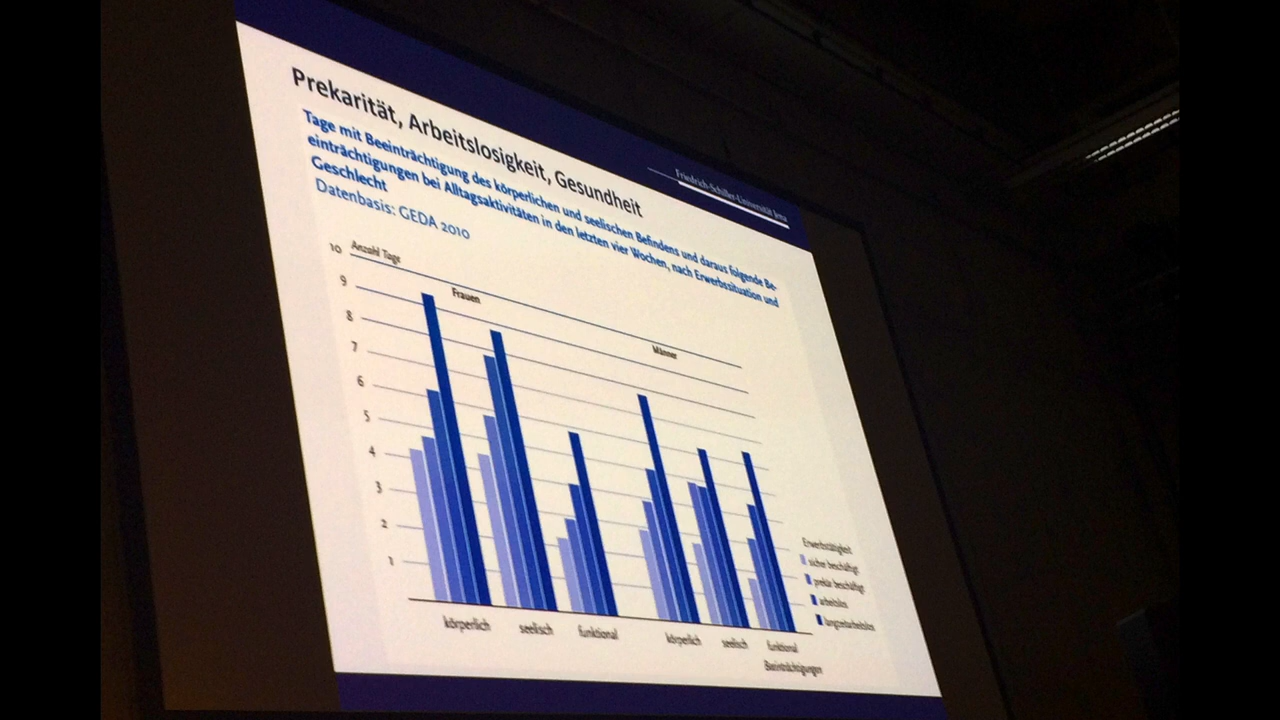 Friedrich-Schiller-Universität Jena
Prekarität, Arbeitslosigkeit, Gesundheit
Tage mit Beeinträchtigung des körperlichen und seelischen Befindens und daraus folgende Be-
einträchtigungen bei Alltagsaktivitäten in den letzten vier Wochen, nach Erwerbssituation und
Geschlecht
Datenbasis: GEDA 2010
Anzahl Tage
10
9
8
7
6
5
4
3
2
1
Frauen
Männer
körperlich seelisch funktional körperlich seelisch funktional
Beeinträchtigungen
Erwerbstätigkeit
sicher beschäftigt
prekär beschäftigt
arbeitslos
langzeitarbeitslos